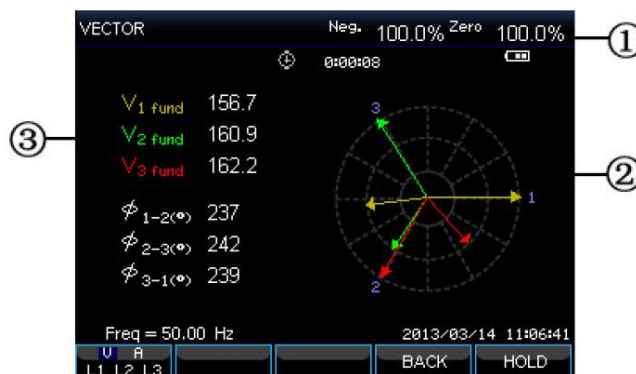 VECTOR Neg. 100.0% Zero 100.0%
①
0:00:08
V1 fund 156.7
V2 fund 160.9
V3 fund 162.2
③
ϕ1-2(°) 237
ϕ2-3(°) 242
ϕ3-1(°) 239
3
1
2
②
Freq = 50.00 Hz 2013/03/14 11:06:41
V A
L1 L2 L3
BACK
HOLD